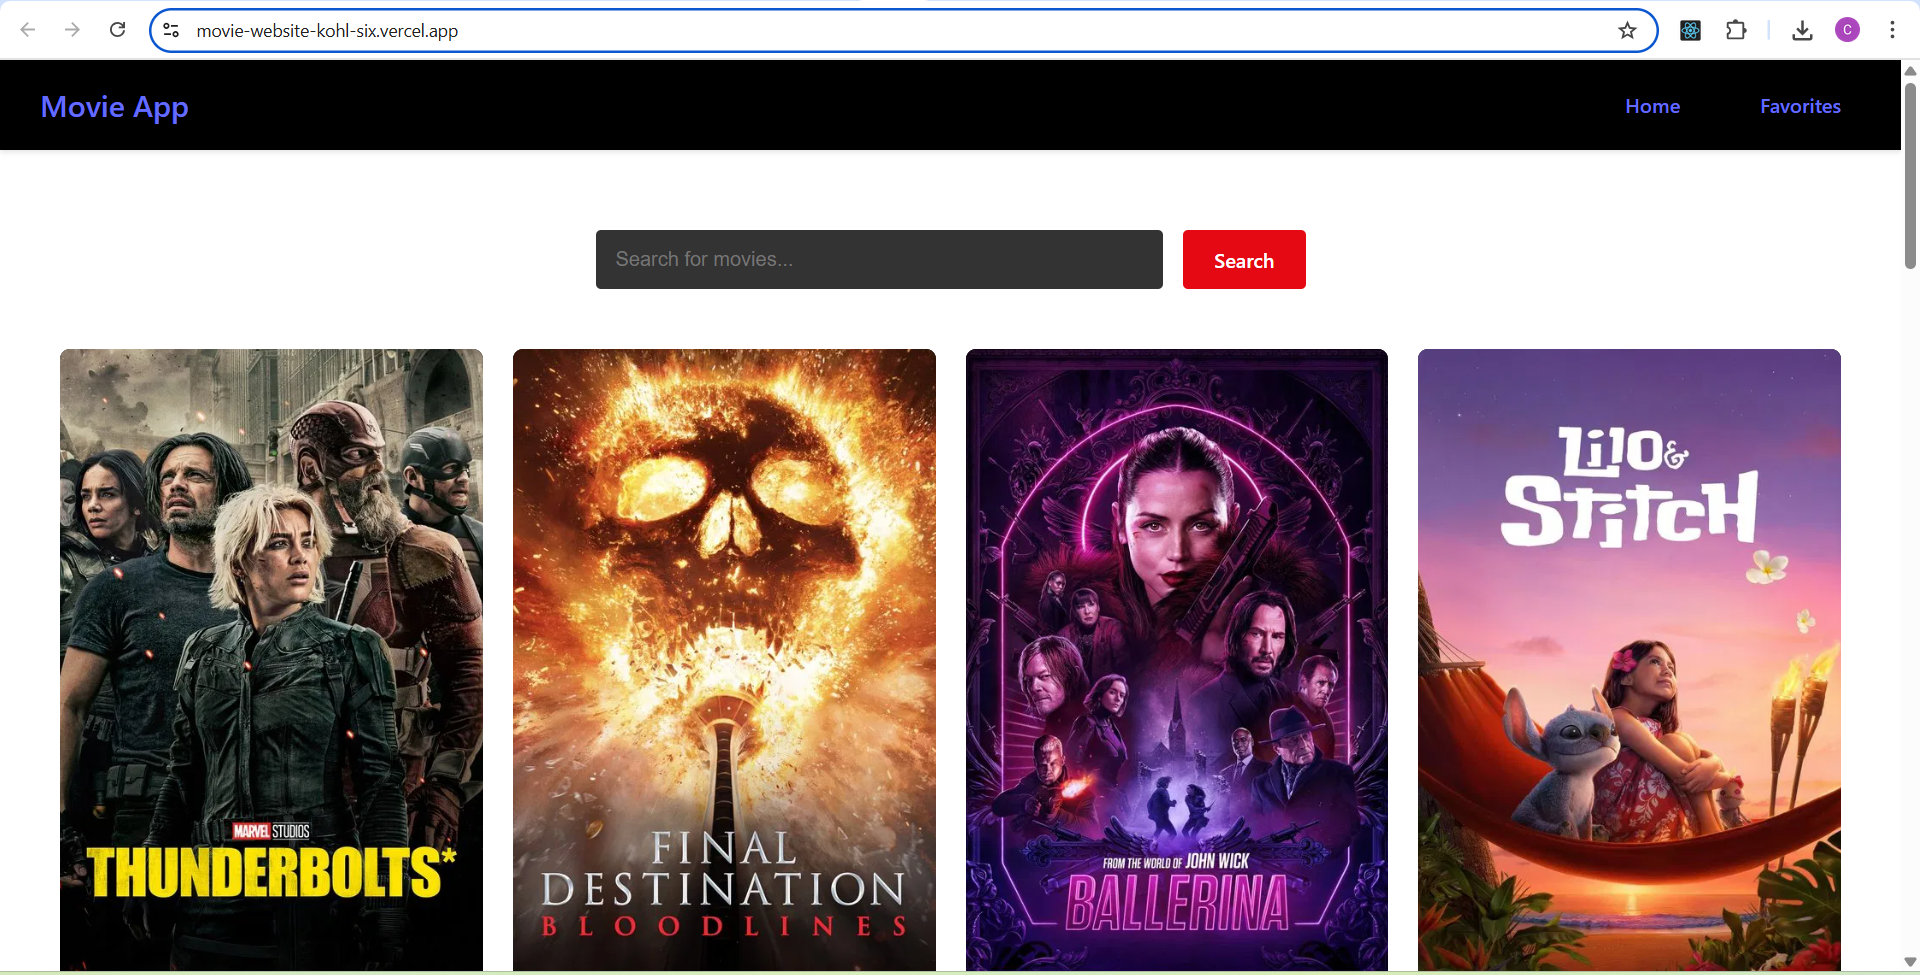 movie-website-kohl-six.vercel.app
C
Movie App
Home
Favorites
Search for movies...
Search
MARVEL STUDIOS
THUNDERBOLTS*
FINAL
DESTINATION
BLOODLINES
FROM THE WORLD OF JOHN WICK
BALLERINA
Lilo &
Stitch